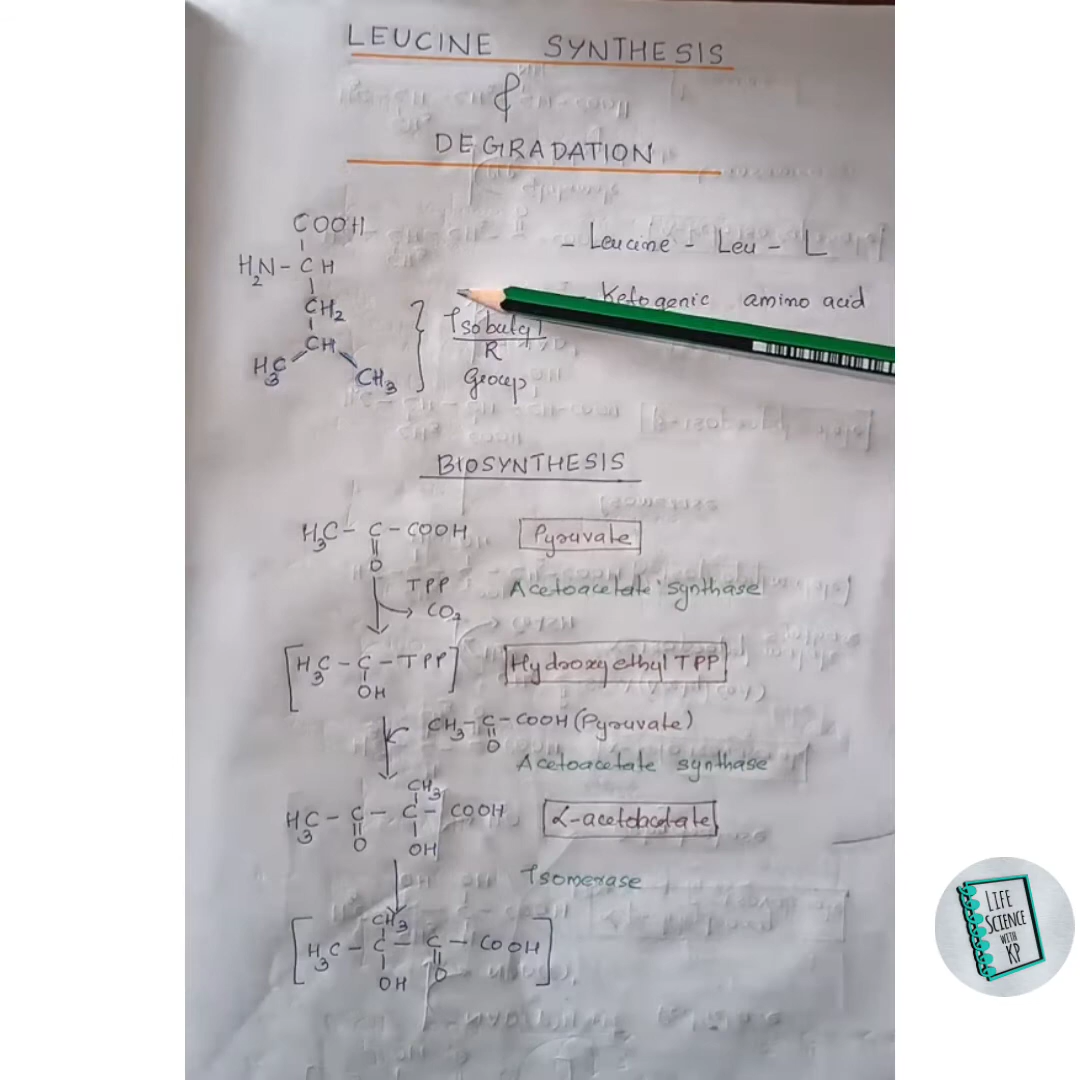 LEUCINE SYNTHESIS
&
DEGRADATION
COOH
H2N - CH
CH2
CH
H3C CH3
Isobutyl
R
Group
- Leucine - Leu - L
- Ketogenic amino acid
BIOSYNTHESIS
H3C - C - COOH Pyruvate
O
TPP Acetoacetate synthase
CO2
[H3C - C - TPP] Hydroxy ethyl TPP
OH
CH3 - C - COOH (Pyruvate)
O
Acetoacetate synthase
CH3
H3C - C - C - COOH
O OH
Isomerase
CH3
[H3C - C - C - COOH]
OH O
LIFE
SCIENCE
WITH
KP